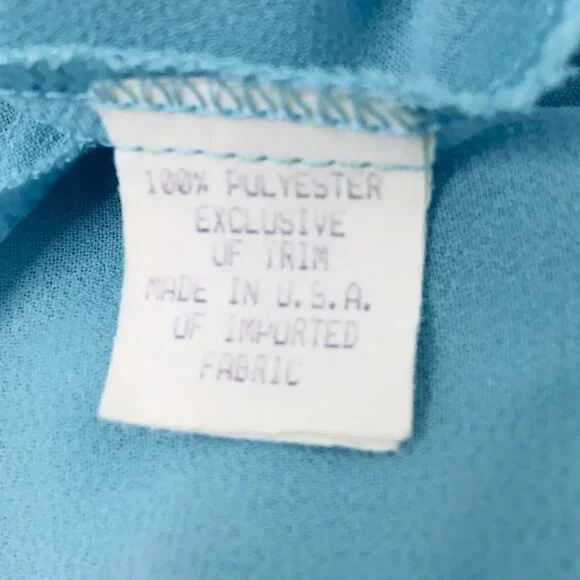 100% POLYESTER
EXCLUSIVE
OF TRIM
MADE IN U.S.A.
OF IMPORTED
FABRIC